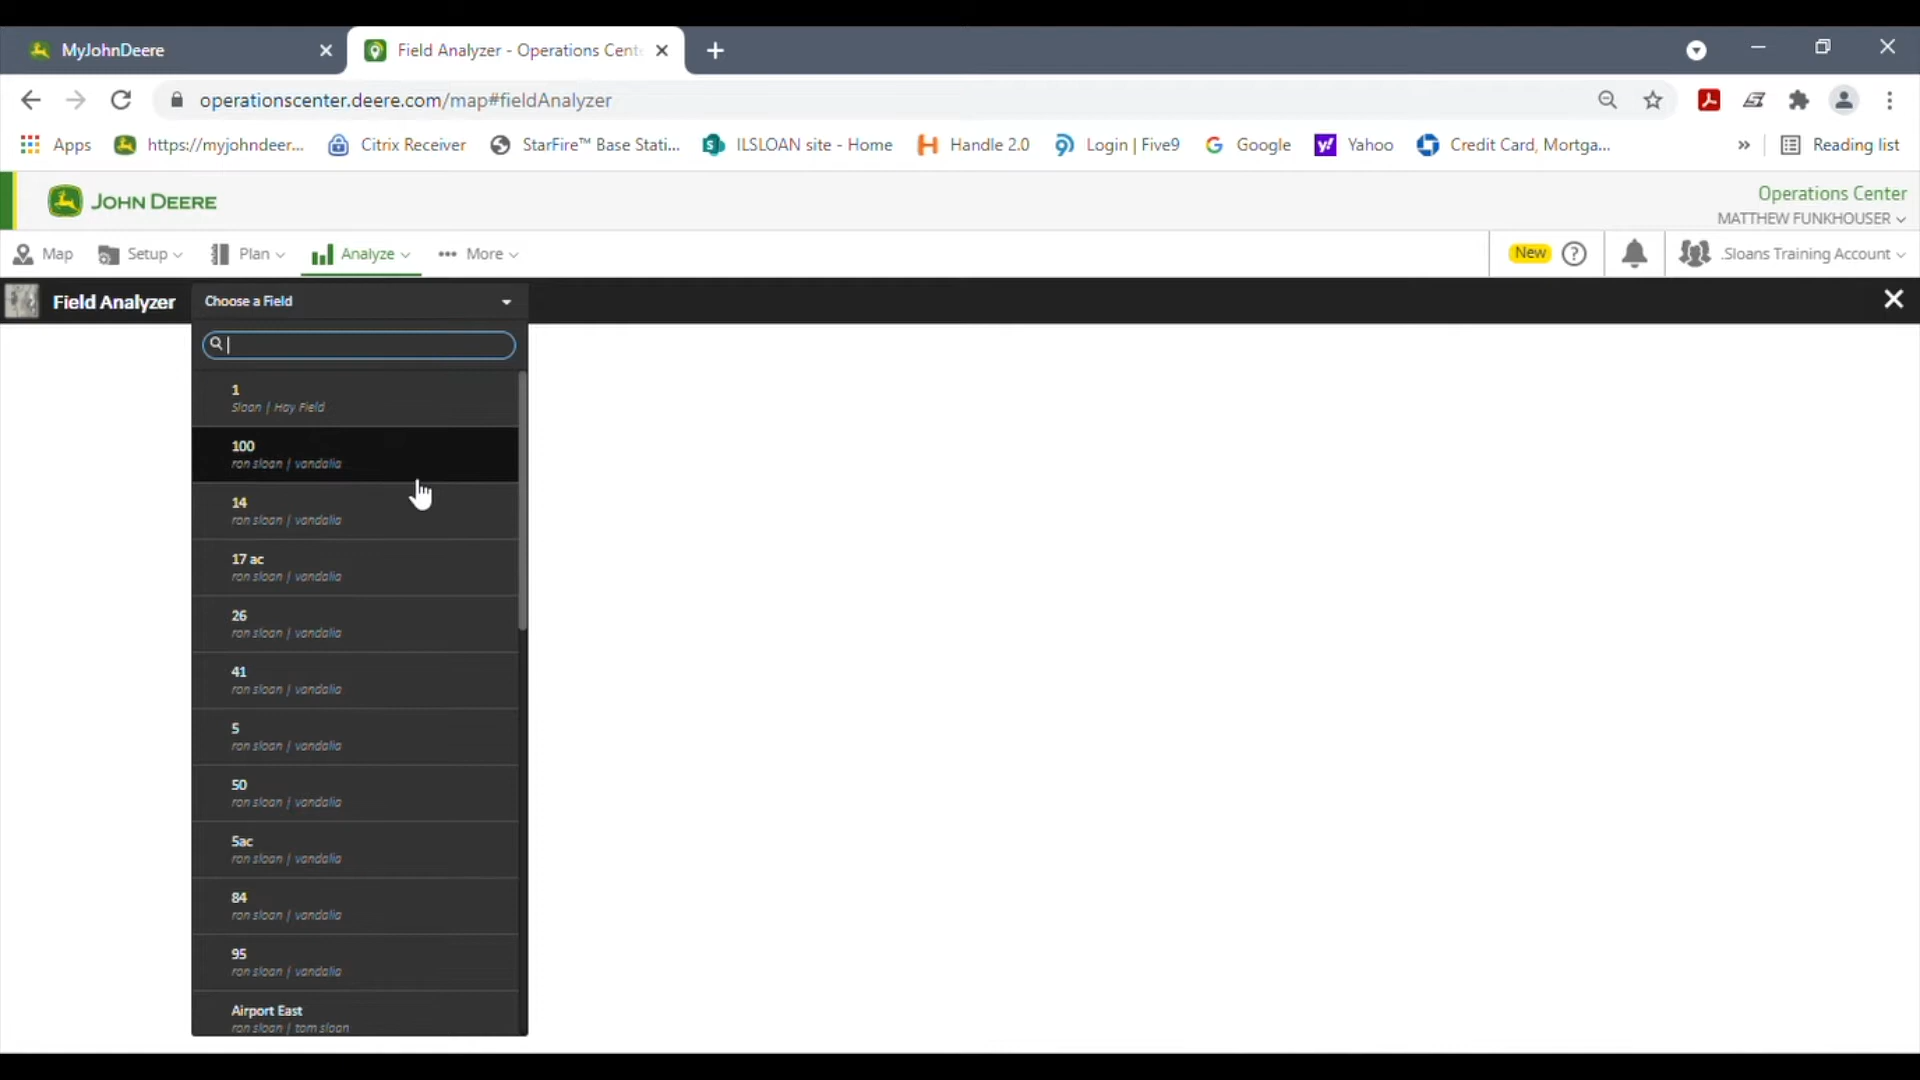 MyJohnDeere
Field Analyzer - Operations Cent
operationscenter.deere.com/map#fieldAnalyzer
Apps https://myjohndeer... Citrix Receiver StarFire™ Base Stati... ILSLOAN site - Home Handle 2.0 Login | Five9 Google Yahoo Credit Card, Mortga... » Reading list
JOHN DEERE
Operations Center
MATTHEW FUNKHOUSER
Map Setup Plan Analyze More New ? .Sloans Training Account
Field Analyzer Choose a Field
1
Sloan | Hay Field
100
ron sloan | vandalia
14
ron sloan | vandalia
17 ac
ron sloan | vandalia
26
ron sloan | vandalia
41
ron sloan | vandalia
5
ron sloan | vandalia
50
ron sloan | vandalia
5ac
ron sloan | vandalia
84
ron sloan | vandalia
95
ron sloan | vandalia
Airport East
ron sloan | tom sloan